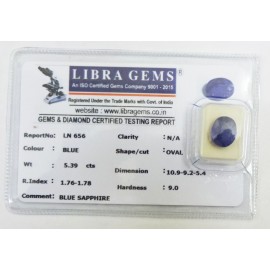 LIBRA GEMS
An ISO Certified Gems Company 9001 - 2015
Registered Under the Trade Marks with Govt. of India
website : www.libragems.co.in
GEMS & DIAMOND CERTIFIED TESTING REPORT
ReportNo: LN 656 Clarity : N/A
Colour : BLUE Shape/cut : OVAL
Wt : 5.39 cts Dimension : 10.9-9.2-5.4
R.Index : 1.76-1.78 Hardness : 9.0
Comment : BLUE SAPPHIRE